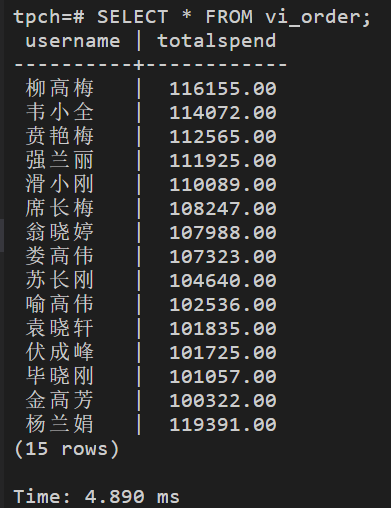 tpch=# SELECT * FROM vi_order;
username | totalspend
----------+------------
柳高梅 | 116155.00
韦小全 | 114072.00
贲艳梅 | 112565.00
强兰丽 | 111925.00
滑小刚 | 110089.00
席长梅 | 108247.00
翁晓婷 | 107988.00
娄高伟 | 107323.00
苏长刚 | 104640.00
喻高伟 | 102536.00
袁晓轩 | 101835.00
伏成峰 | 101725.00
毕晓刚 | 101057.00
金高芳 | 100322.00
杨兰娟 | 119391.00
(15 rows)
Time: 4.890 ms